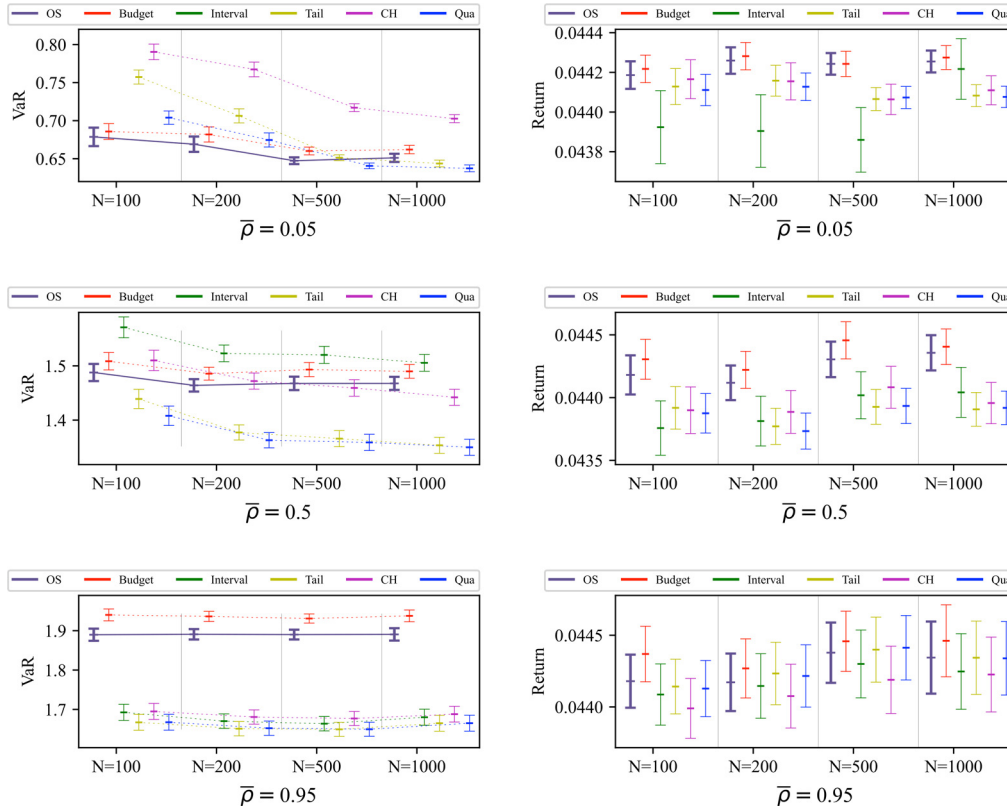 OS Budget Interval Tail CH Qua
0.80
0.75
0.70
0.65
VaR
N=100 N=200 N=500 N=1000
ρ̅ = 0.05
OS Budget Interval Tail CH Qua
0.0444
0.0442
0.0440
0.0438
Return
N=100 N=200 N=500 N=1000
ρ̅ = 0.05
OS Budget Interval Tail CH Qua
1.5
1.4
VaR
N=100 N=200 N=500 N=1000
ρ̅ = 0.5
OS Budget Interval Tail CH Qua
0.0445
0.0440
0.0435
Return
N=100 N=200 N=500 N=1000
ρ̅ = 0.5
OS Budget Interval Tail CH Qua
1.9
1.8
1.7
VaR
N=100 N=200 N=500 N=1000
ρ̅ = 0.95
OS Budget Interval Tail CH Qua
0.0445
0.0440
Return
N=100 N=200 N=500 N=1000
ρ̅ = 0.95